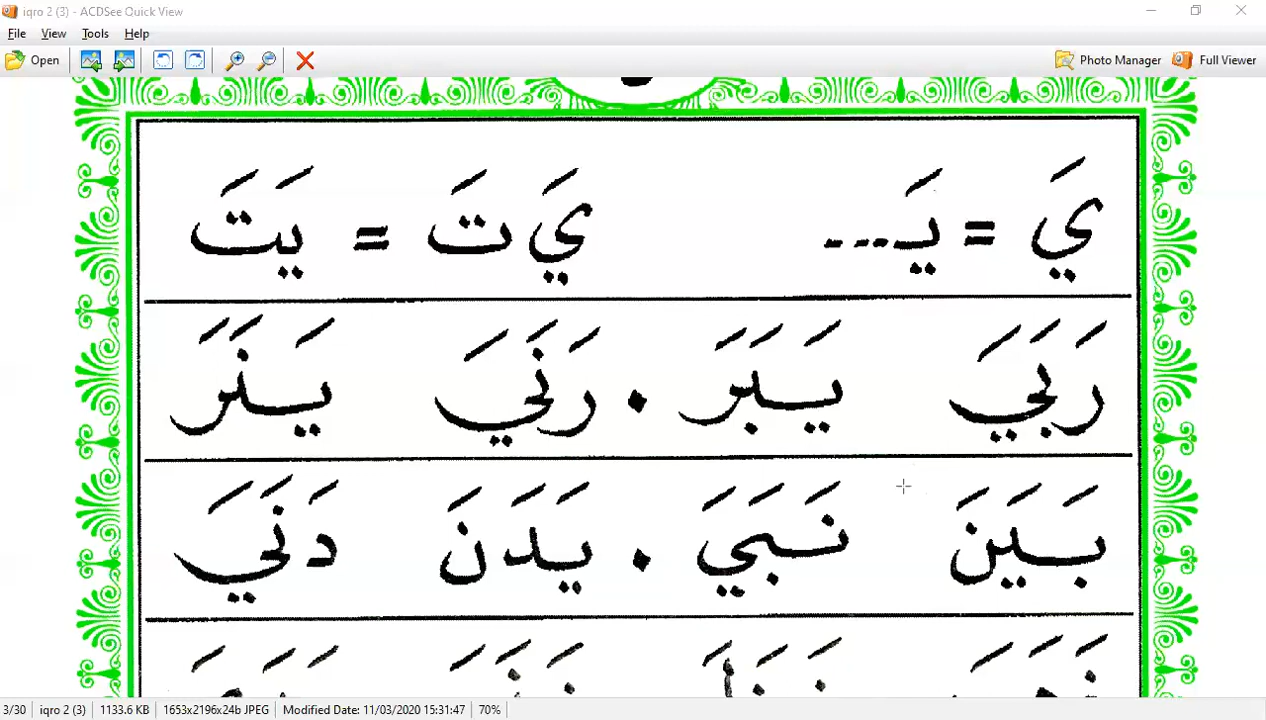 iqro 2 (3) - ACDSee Quick View
File View Tools Help
Open Photo Manager Full Viewer
يَ = يَـ--- يَ تَ = يَتَ
رَبَيَ يَبَرَ . رَنَيَ يَنَرَ
بَيَنَ نَبَيَ . يَدَنَ دَنَيَ
3/30 iqro 2 (3) 1133.6 KB 1653x2196x24b JPEG Modified Date: 11/03/2020 15:31:47 70%